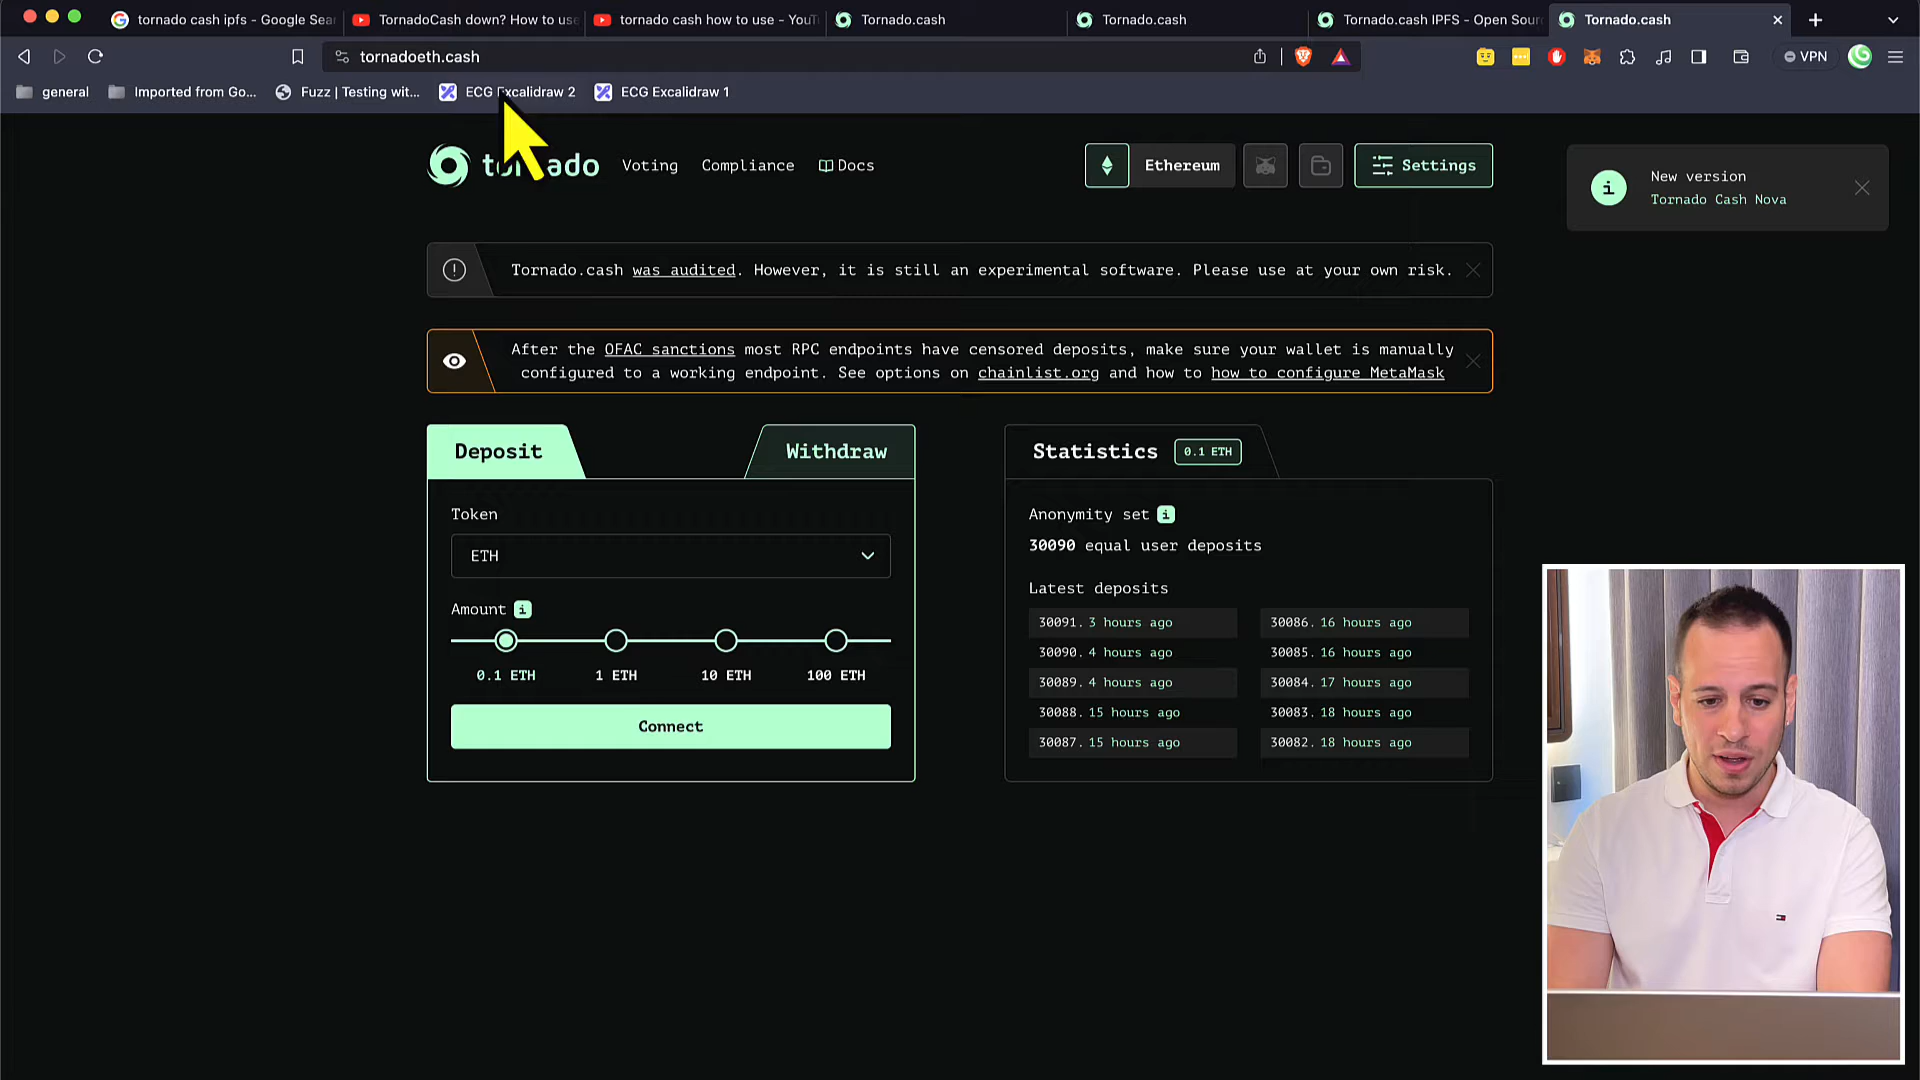 tornado cash ipfs - Google Sea
TornadoCash down? How to use
tornado cash how to use - YouTu
Tornado.cash
Tornado.cash
Tornado.cash IPFS - Open Sour
Tornado.cash
tornadoeth.cash
VPN
general
Imported from Go...
Fuzz | Testing wit...
ECG Excalidraw 2
ECG Excalidraw 1
Voting
Compliance
Docs
Ethereum
Settings
New version
Tornado Cash Nova
Tornado.cash was audited. However, it is still an experimental software. Please use at your own risk.
After the OFAC sanctions most RPC endpoints have censored deposits, make sure your wallet is manually
configured to a working endpoint. See options on chainlist.org and how to how to configure MetaMask
Deposit
Withdraw
Token
ETH
Amount
0.1 ETH
1 ETH
10 ETH
100 ETH
Connect
Statistics
0.1 ETH
Anonymity set
30090 equal user deposits
Latest deposits
30091. 3 hours ago
30090. 4 hours ago
30089. 4 hours ago
30088. 15 hours ago
30087. 15 hours ago
30086. 16 hours ago
30085. 16 hours ago
30084. 17 hours ago
30083. 18 hours ago
30082. 18 hours ago